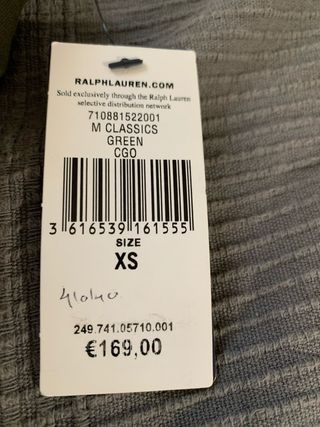 RALPHLAUREN.COM
Sold exclusively through the Ralph Lauren
selective distribution network
710881522001
M CLASSICS
GREEN
CGO
3 616539 161555
SIZE
XS
249.741.05710.001
€169,00